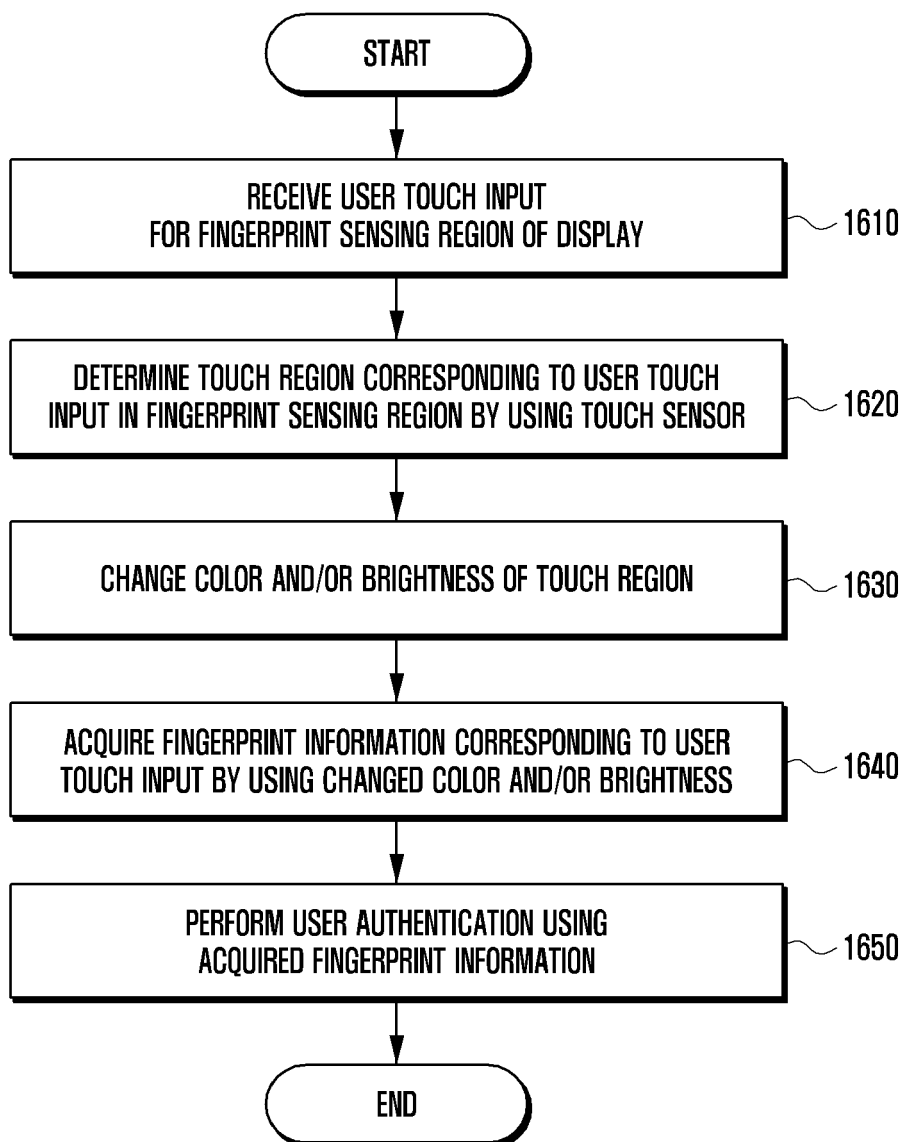 START
RECEIVE USER TOUCH INPUT
FOR FINGERPRINT SENSING REGION OF DISPLAY
1610
DETERMINE TOUCH REGION CORRESPONDING TO USER TOUCH
INPUT IN FINGERPRINT SENSING REGION BY USING TOUCH SENSOR
1620
CHANGE COLOR AND/OR BRIGHTNESS OF TOUCH REGION
1630
ACQUIRE FINGERPRINT INFORMATION CORRESPONDING TO USER
TOUCH INPUT BY USING CHANGED COLOR AND/OR BRIGHTNESS
1640
PERFORM USER AUTHENTICATION USING
ACQUIRED FINGERPRINT INFORMATION
1650
END